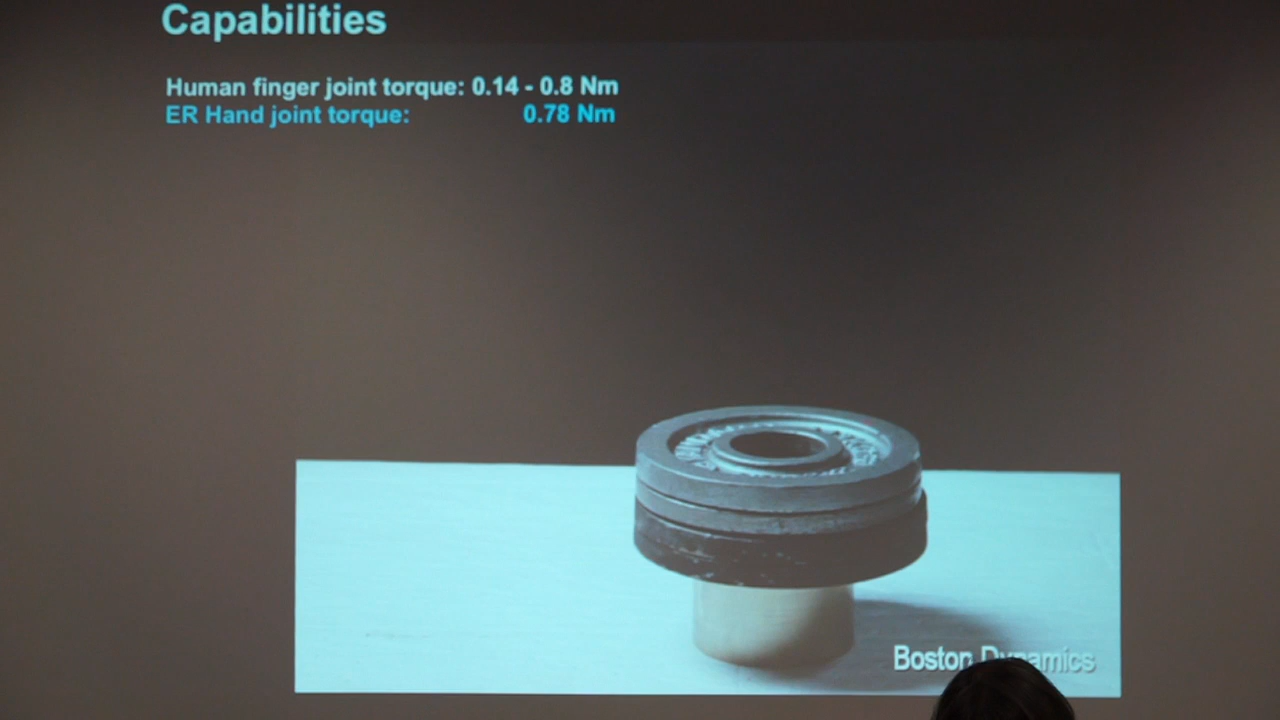 Capabilities
Human finger joint torque: 0.14 - 0.8 Nm
ER Hand joint torque: 0.78 Nm
Boston Dynamics